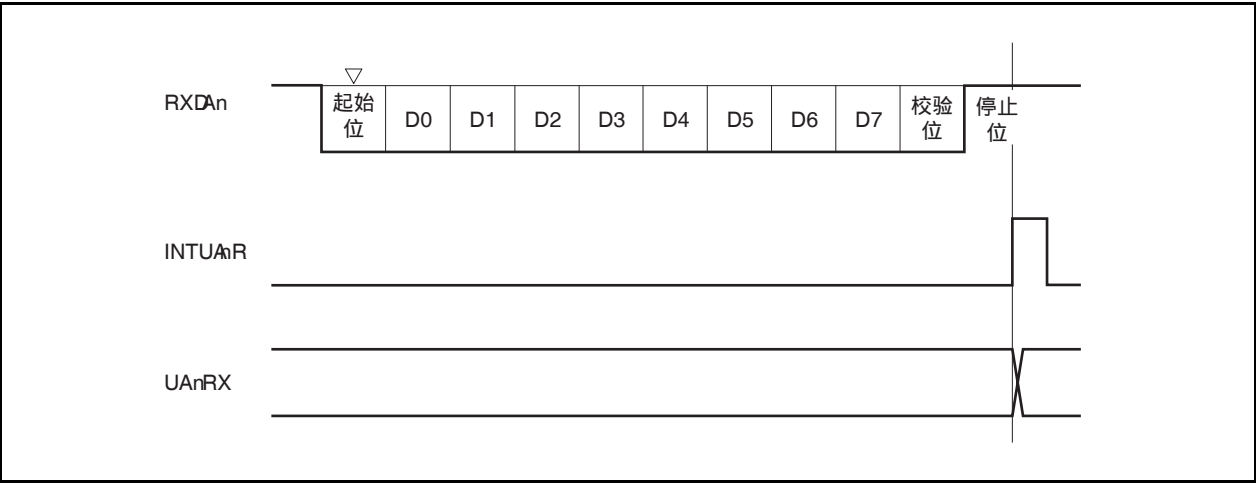 RXDAn
起始
位
D0
D1
D2
D3
D4
D5
D6
D7
校验
位
停止
位
INTUAnR
UAnRX